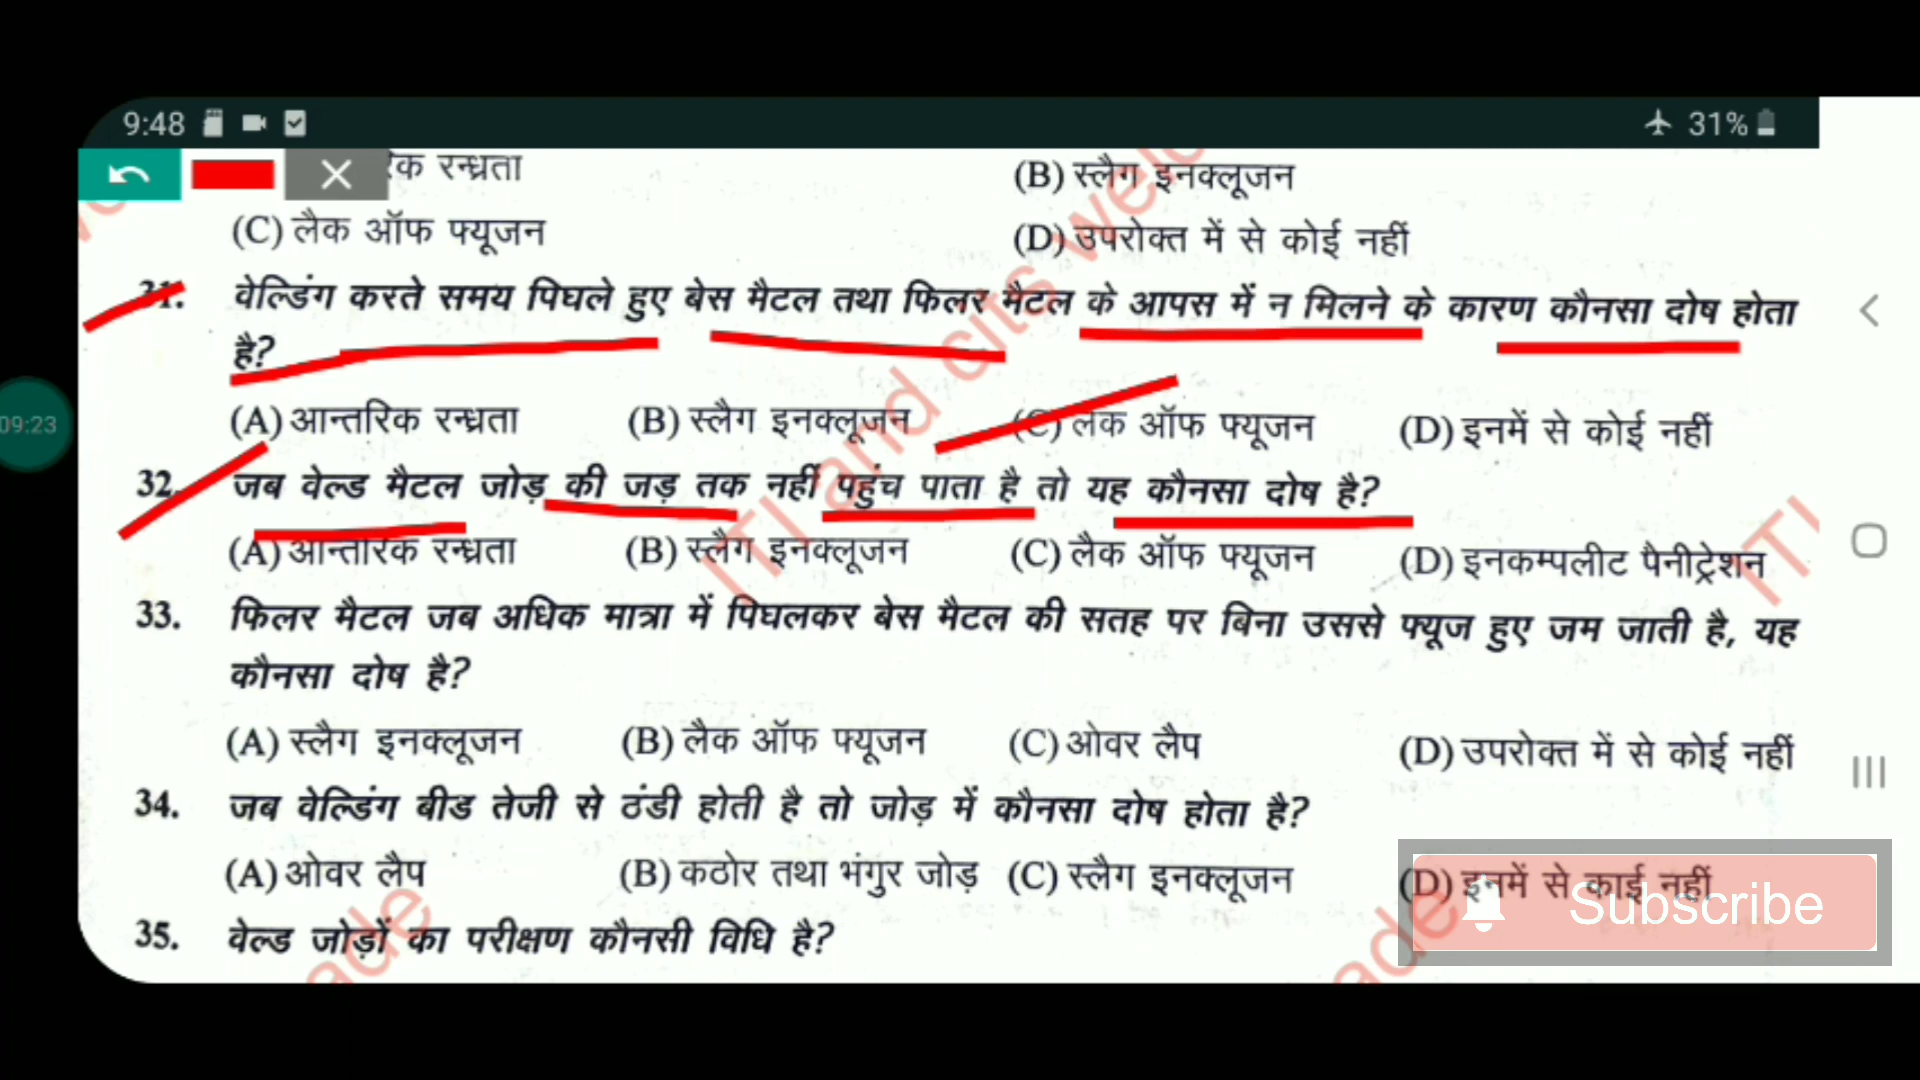 9:48 31%
रन्ध्रता (B) स्लैग इनक्लूजन
(C) लैक ऑफ फ्यूजन (D) उपरोक्त में से कोई नहीं
31. वेल्डिंग करते समय पिघले हुए बेस मैटल तथा फिलर मैटल के आपस में न मिलने के कारण कौनसा दोष होता
है?
09:23
(A) आन्तरिक रन्ध्रता (B) स्लैग इनक्लूजन (C) लैक ऑफ फ्यूजन (D) इनमें से कोई नहीं
32. जब वेल्ड मैटल जोड़ की जड़ तक नहीं पहुंच पाता है तो यह कौनसा दोष है?
(A) आन्तरिक रन्ध्रता (B) स्लैग इनक्लूजन (C) लैक ऑफ फ्यूजन (D) इनकम्पलीट पैनीट्रेशन
33. फिलर मैटल जब अधिक मात्रा में पिघलकर बेस मैटल की सतह पर बिना उससे फ्यूज हुए जम जाती है, यह
कौनसा दोष है?
(A) स्लैग इनक्लूजन (B) लैक ऑफ फ्यूजन (C) ओवर लैप (D) उपरोक्त में से कोई नहीं
34. जब वेल्डिंग बीड तेजी से ठंडी होती है तो जोड़ में कौनसा दोष होता है?
(A) ओवर लैप (B) कठोर तथा भंगुर जोड़ (C) स्लैग इनक्लूजन (D) इनमें से कोई नहीं
Subscribe
35. वेल्ड जोड़ों का परीक्षण कौनसी विधि है?
ITI and cits
ITI